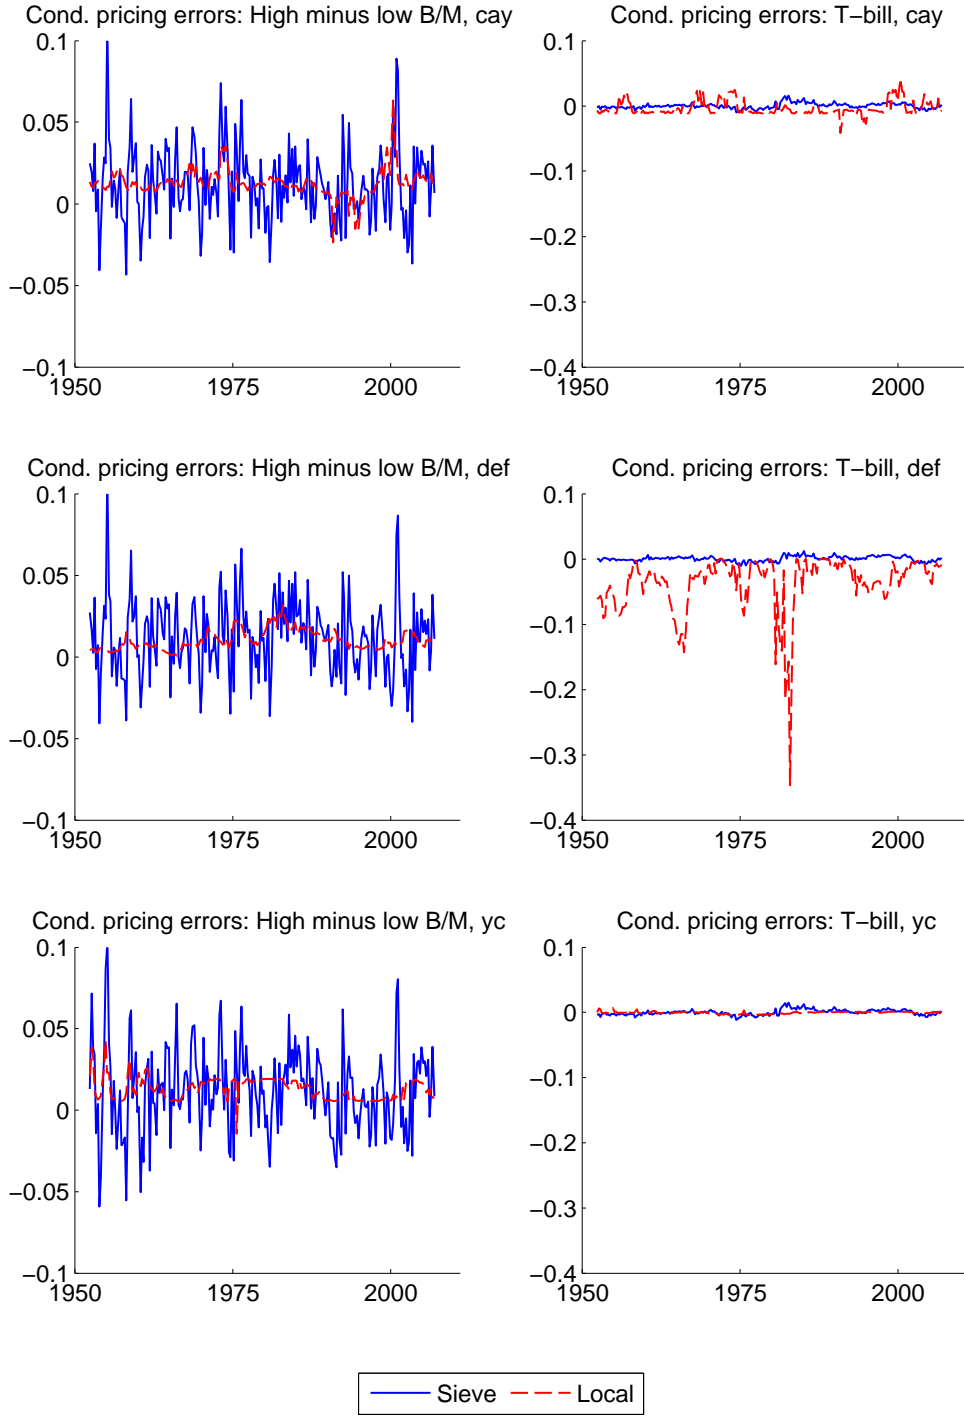 Cond. pricing errors: High minus low B/M, cay
0.1
0.05
0
−0.05
−0.1
1950 1975 2000
Cond. pricing errors: T−bill, cay
0.1
0
−0.1
−0.2
−0.3
−0.4
1950 1975 2000
Cond. pricing errors: High minus low B/M, def
0.1
0.05
0
−0.05
−0.1
1950 1975 2000
Cond. pricing errors: T−bill, def
0.1
0
−0.1
−0.2
−0.3
−0.4
1950 1975 2000
Cond. pricing errors: High minus low B/M, yc
0.1
0.05
0
−0.05
−0.1
1950 1975 2000
Cond. pricing errors: T−bill, yc
0.1
0
−0.1
−0.2
−0.3
−0.4
1950 1975 2000
Sieve Local